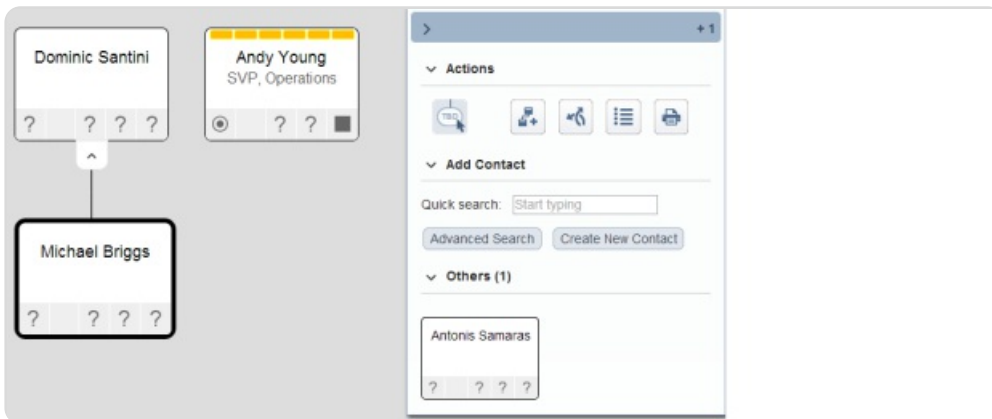 Dominic Santini
? ? ? ?
Andy Young
SVP, Operations
? ?
Michael Briggs
? ? ? ?
+ 1
Actions
TBD
Add Contact
Quick search: Start typing
Advanced Search Create New Contact
Others (1)
Antonis Samaras
? ? ? ?